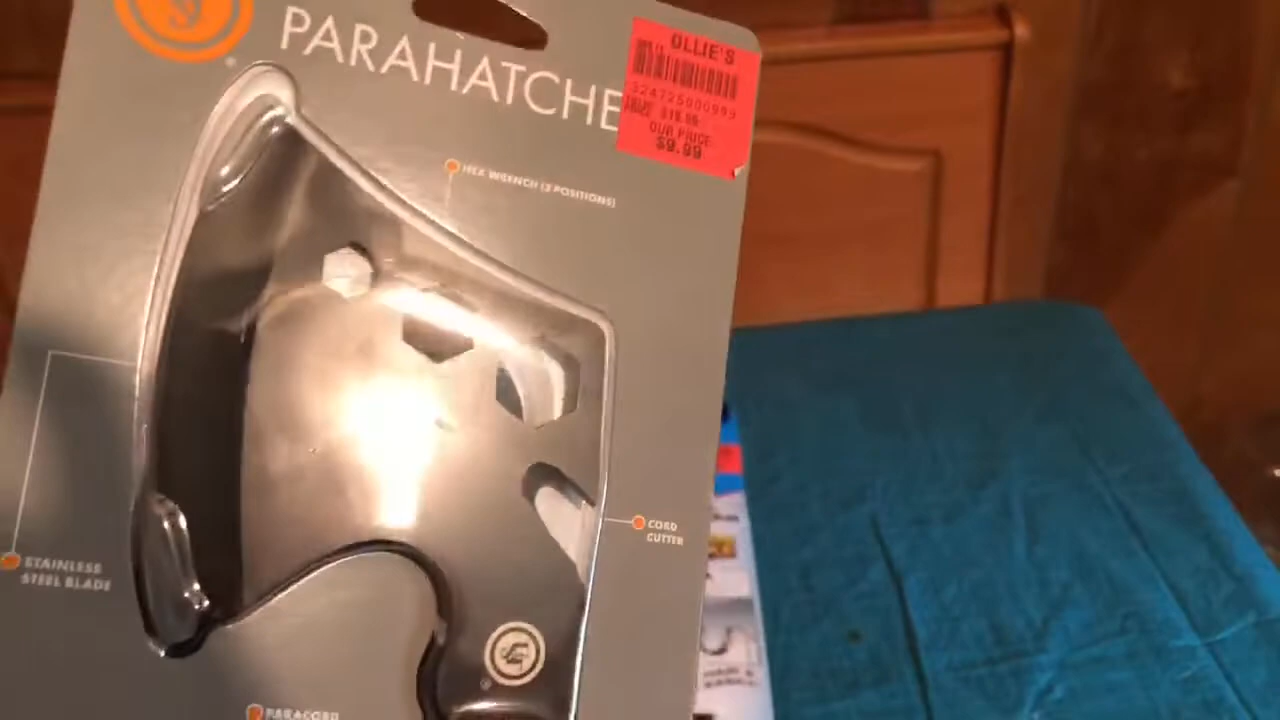 PARAHATCHE
OLLIE'S
OUR PRICE
$9.99
HEX WRENCH (3 POSITIONS)
CORD
CUTTER
STAINLESS
STEEL BLADE
PARACORD